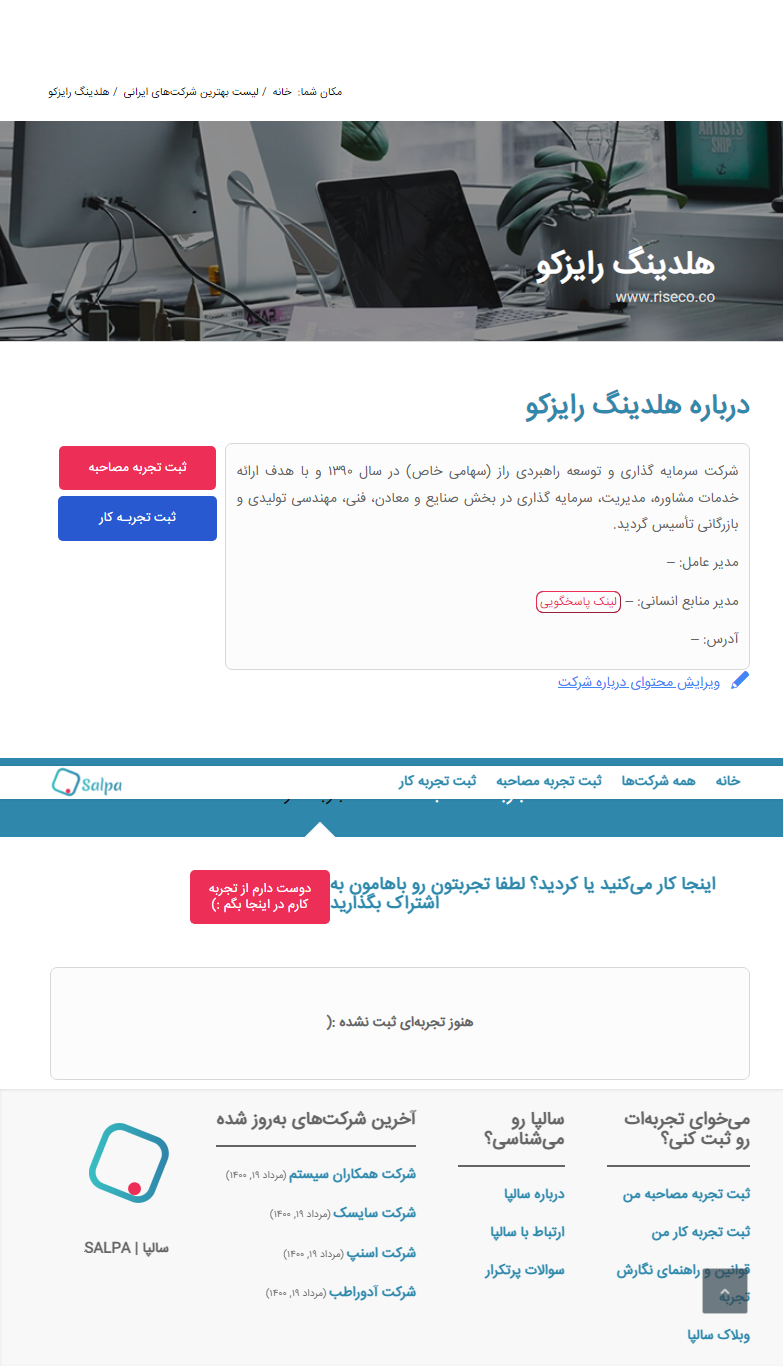 مکان شما: خانه / لیست بهترین شرکت‌های ایرانی / هلدینگ رایزکو
ARTISTS
SHIP
هلدینگ رایزکو
www.riseco.co
درباره هلدینگ رایزکو
شرکت سرمایه گذاری و توسعه راهبردی راز (سهامی خاص) در سال ۱۳۹۰ و با هدف ارائه
خدمات مشاوره، مدیریت، سرمایه گذاری در بخش صنایع و معادن، فنی، مهندسی تولیدی و
بازرگانی تأسیس گردید.
مدیر عامل: –
مدیر منابع انسانی: – لینک پاسخگویی
آدرس: –
ثبت تجربه مصاحبه
ثبت تجربـه کار
ویرایش محتوای درباره شرکت
خانه همه شرکت‌ها ثبت تجربه مصاحبه ثبت تجربه کار
Salpa
اینجا کار می‌کنید یا کردید؟ لطفا تجربتون رو باهامون به
اشتراک بگذارید
دوست دارم از تجربه
کارم در اینجا بگم :)
هنوز تجربه‌ای ثبت نشده :(
می‌خوای تجربه‌ات
رو ثبت کنی؟
ثبت تجربه مصاحبه من
ثبت تجربه کار من
قوانین و راهنمای نگارش
تجربه
وبلاگ سالپا
سالپا رو
می‌شناسی؟
درباره سالپا
ارتباط با سالپا
سوالات پرتکرار
آخرین شرکت‌های به‌روز شده
شرکت همکاران سیستم (مرداد ۱۹, ۱۴۰۰)
شرکت سایسک (مرداد ۱۹, ۱۴۰۰)
شرکت اسنپ (مرداد ۱۹, ۱۴۰۰)
شرکت آدوراطب (مرداد ۱۹, ۱۴۰۰)
سالپا | SALPA